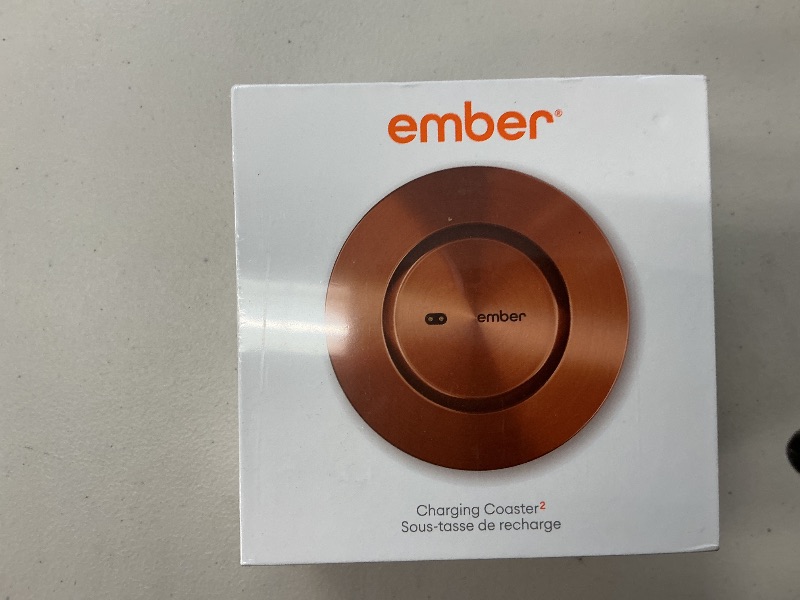 ember®
ember
Charging Coaster²
Sous-tasse de recharge